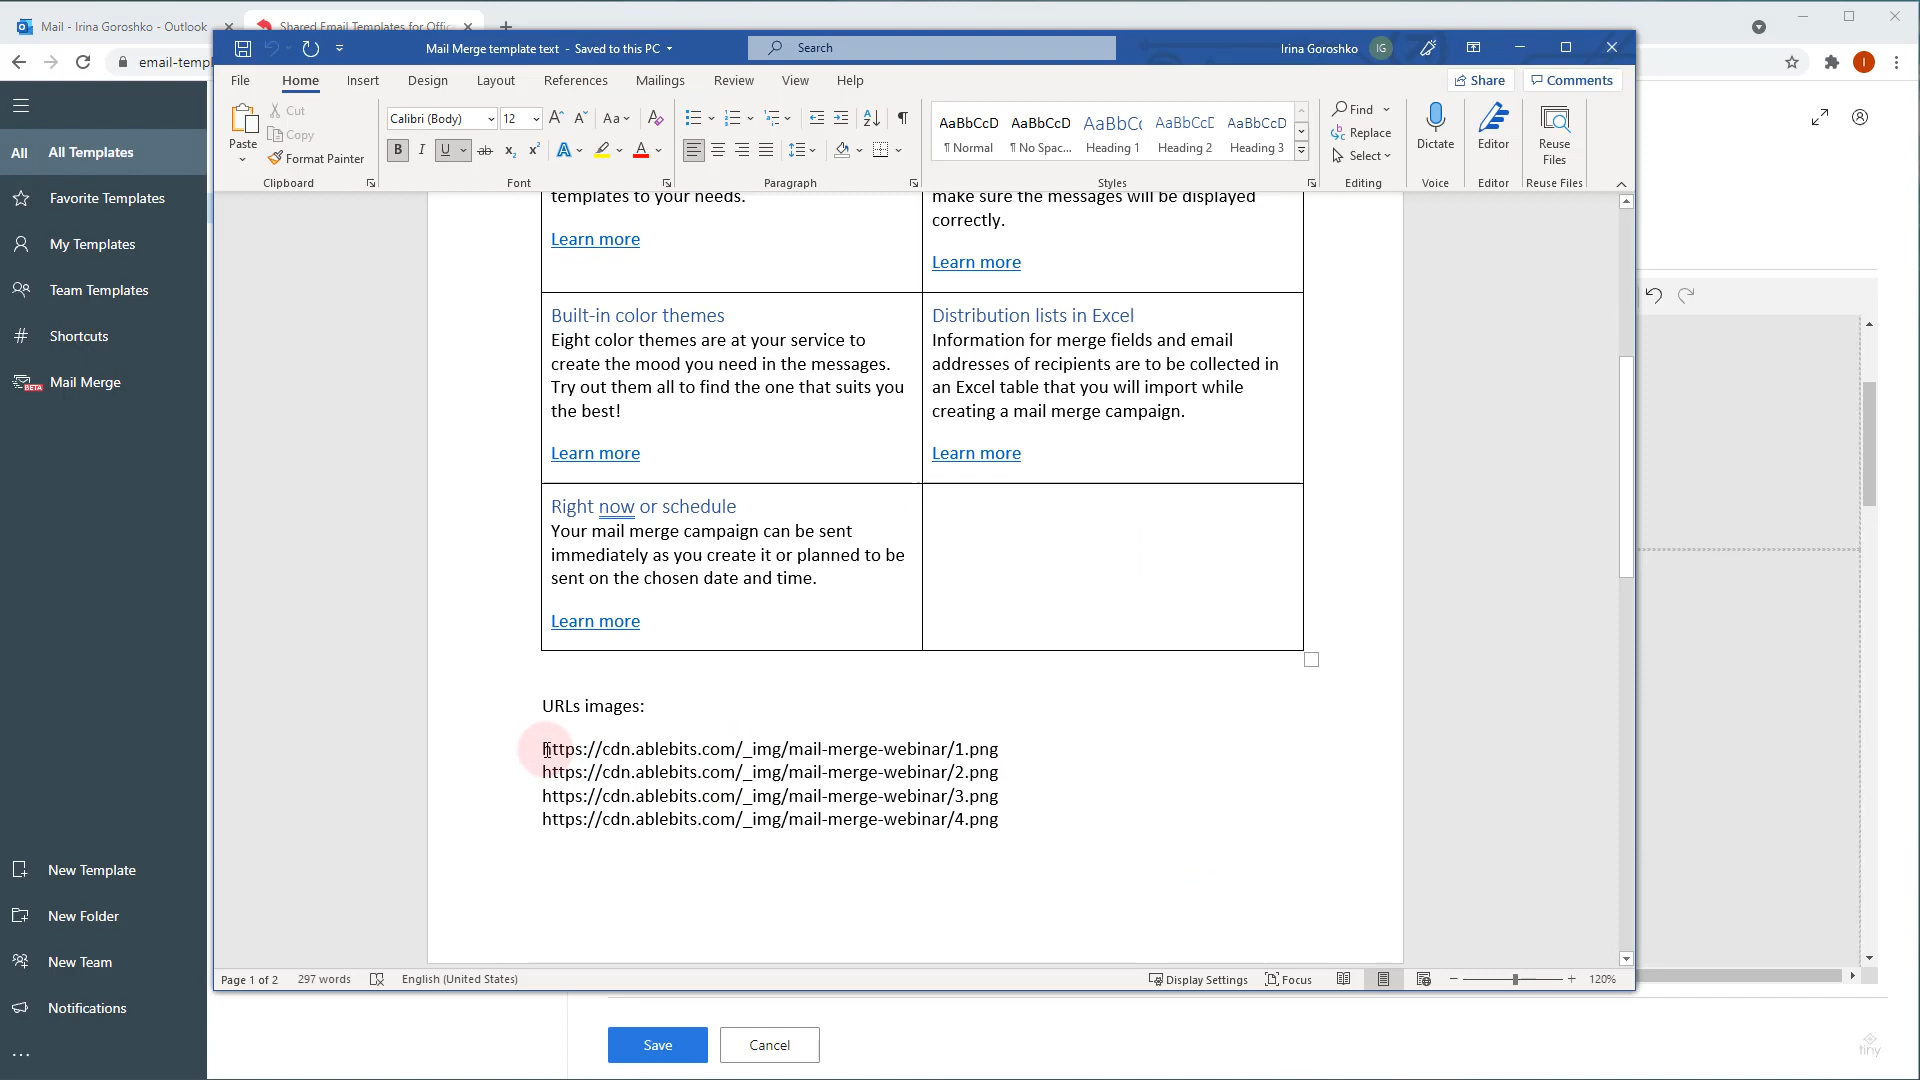 Mail - Irina Goroshko - Outlook
Shared Email Templates for Offic
email-templ
Mail Merge template text - Saved to this PC
Search
Irina Goroshko
IG
I
File
Home
Insert
Design
Layout
References
Mailings
Review
View
Help
Share
Comments
Paste
Cut
Copy
Format Painter
Clipboard
Calibri (Body)
12
Font
Paragraph
AaBbCcD
¶ Normal
AaBbCcD
¶ No Spac...
AaBbC
Heading 1
AaBbCcD
Heading 2
AaBbCcD
Heading 3
Styles
Find
Replace
Select
Editing
Dictate
Voice
Editor
Editor
Reuse
Files
Reuse Files
All All Templates
Favorite Templates
My Templates
Team Templates
Shortcuts
Mail Merge
BETA
New Template
New Folder
New Team
Notifications
templates to your needs.
Learn more
make sure the messages will be displayed
correctly.
Learn more
Built-in color themes
Eight color themes are at your service to
create the mood you need in the messages.
Try out them all to find the one that suits you
the best!
Learn more
Distribution lists in Excel
Information for merge fields and email
addresses of recipients are to be collected in
an Excel table that you will import while
creating a mail merge campaign.
Learn more
Right now or schedule
Your mail merge campaign can be sent
immediately as you create it or planned to be
sent on the chosen date and time.
Learn more
URLs images:
https://cdn.ablebits.com/_img/mail-merge-webinar/1.png
https://cdn.ablebits.com/_img/mail-merge-webinar/2.png
https://cdn.ablebits.com/_img/mail-merge-webinar/3.png
https://cdn.ablebits.com/_img/mail-merge-webinar/4.png
Page 1 of 2
297 words
English (United States)
Display Settings
Focus
120%
Save
Cancel
tiny